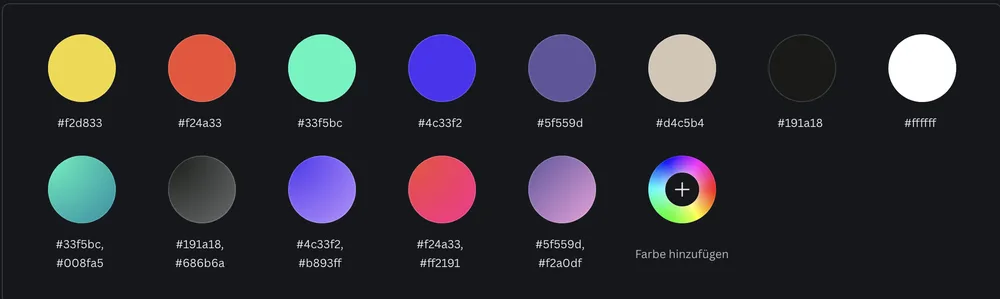 #f2d833
#f24a33
#33f5bc
#4c33f2
#5f559d
#d4c5b4
#191a18
#ffffff
#33f5bc,
#008fa5
#191a18,
#686b6a
#4c33f2,
#b893ff
#f24a33,
#ff2191
#5f559d,
#f2a0df
Farbe hinzufügen